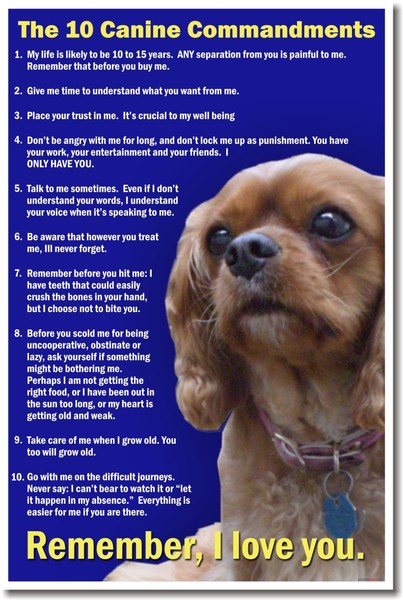 The 10 Canine Commandments
1. My life is likely to be 10 to 15 years. ANY separation from you is painful to me.
Remember that before you buy me.
2. Give me time to understand what you want from me.
3. Place your trust in me. It's crucial to my well being
4. Don't be angry with me for long, and don't lock me up as punishment. You have
your work, your entertainment and your friends. I
ONLY HAVE YOU.
5. Talk to me sometimes. Even if I don't
understand your words, I understand
your voice when it's speaking to me.
6. Be aware that however you treat
me, Ill never forget.
7. Remember before you hit me: I
have teeth that could easily
crush the bones in your hand,
but I choose not to bite you.
8. Before you scold me for being
uncooperative, obstinate or
lazy, ask yourself if something
might be bothering me.
Perhaps I am not getting the
right food, or I have been out in
the sun too long, or my heart is
getting old and weak.
9. Take care of me when I grow old. You
too will grow old.
10. Go with me on the difficult journeys.
Never say: I can't bear to watch it or "let
it happen in my absence." Everything is
easier for me if you are there.
Remember, I love you.